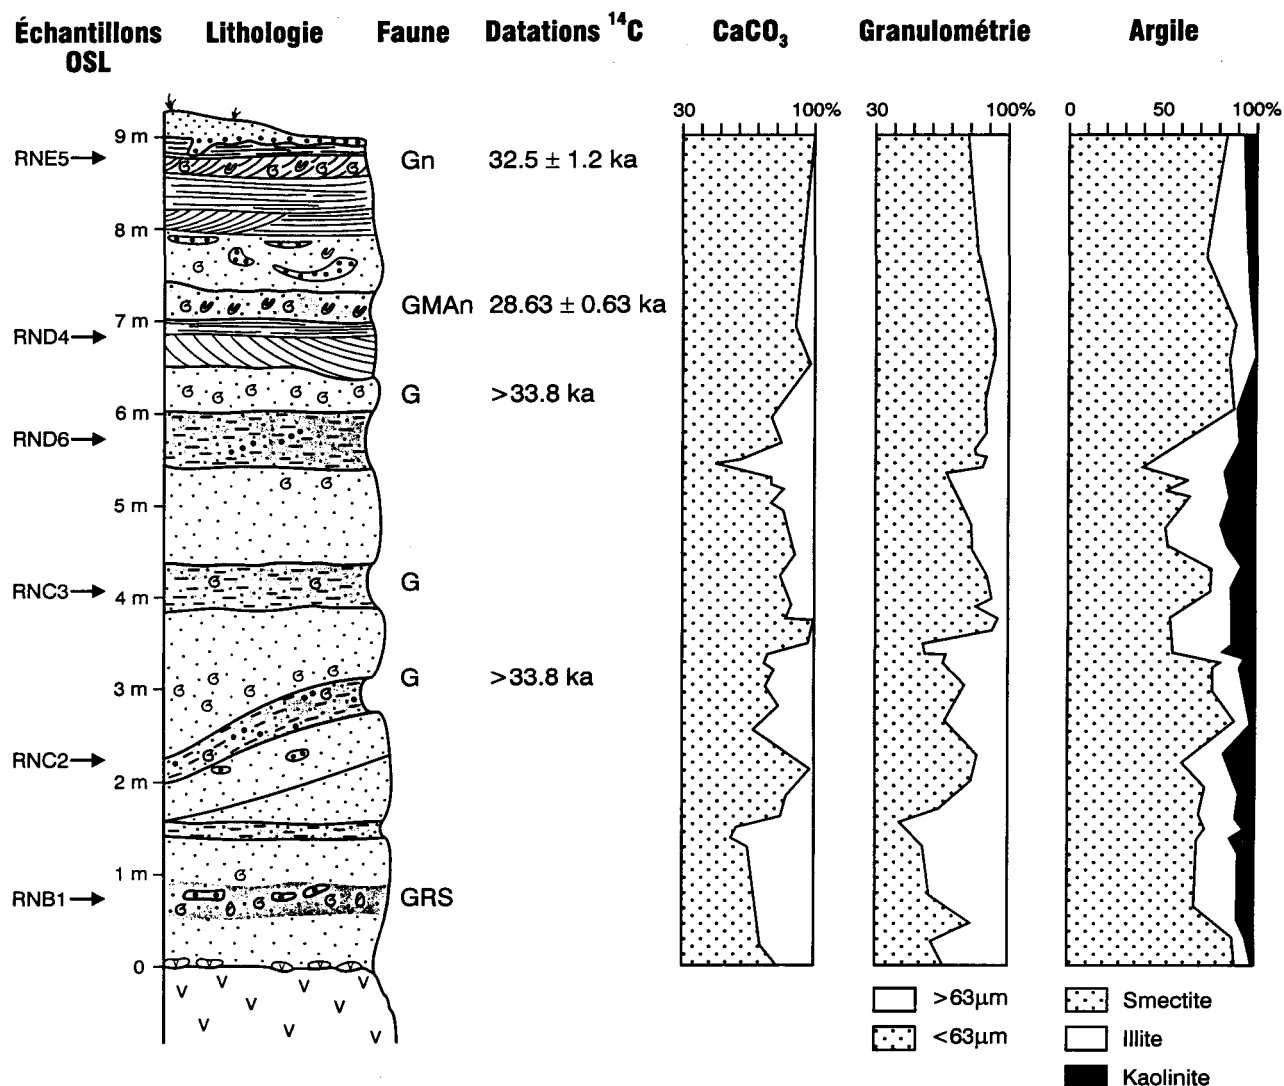 Échantillons OSL
Lithologie
Faune
Datations ¹⁴C
CaCO₃
Granulométrie
Argile
30 100%
30 100%
0 50 100%
9 m
RNE5
Gn
32.5 ± 1.2 ka
8 m
GMAn
28.63 ± 0.63 ka
7 m
RND4
G
>33.8 ka
6 m
RND6
5 m
RNC3
G
4 m
G
>33.8 ka
3 m
RNC2
2 m
1 m
RNB1
GRS
0
V V V V V
V V V
>63µm
<63µm
Smectite
Illite
Kaolinite